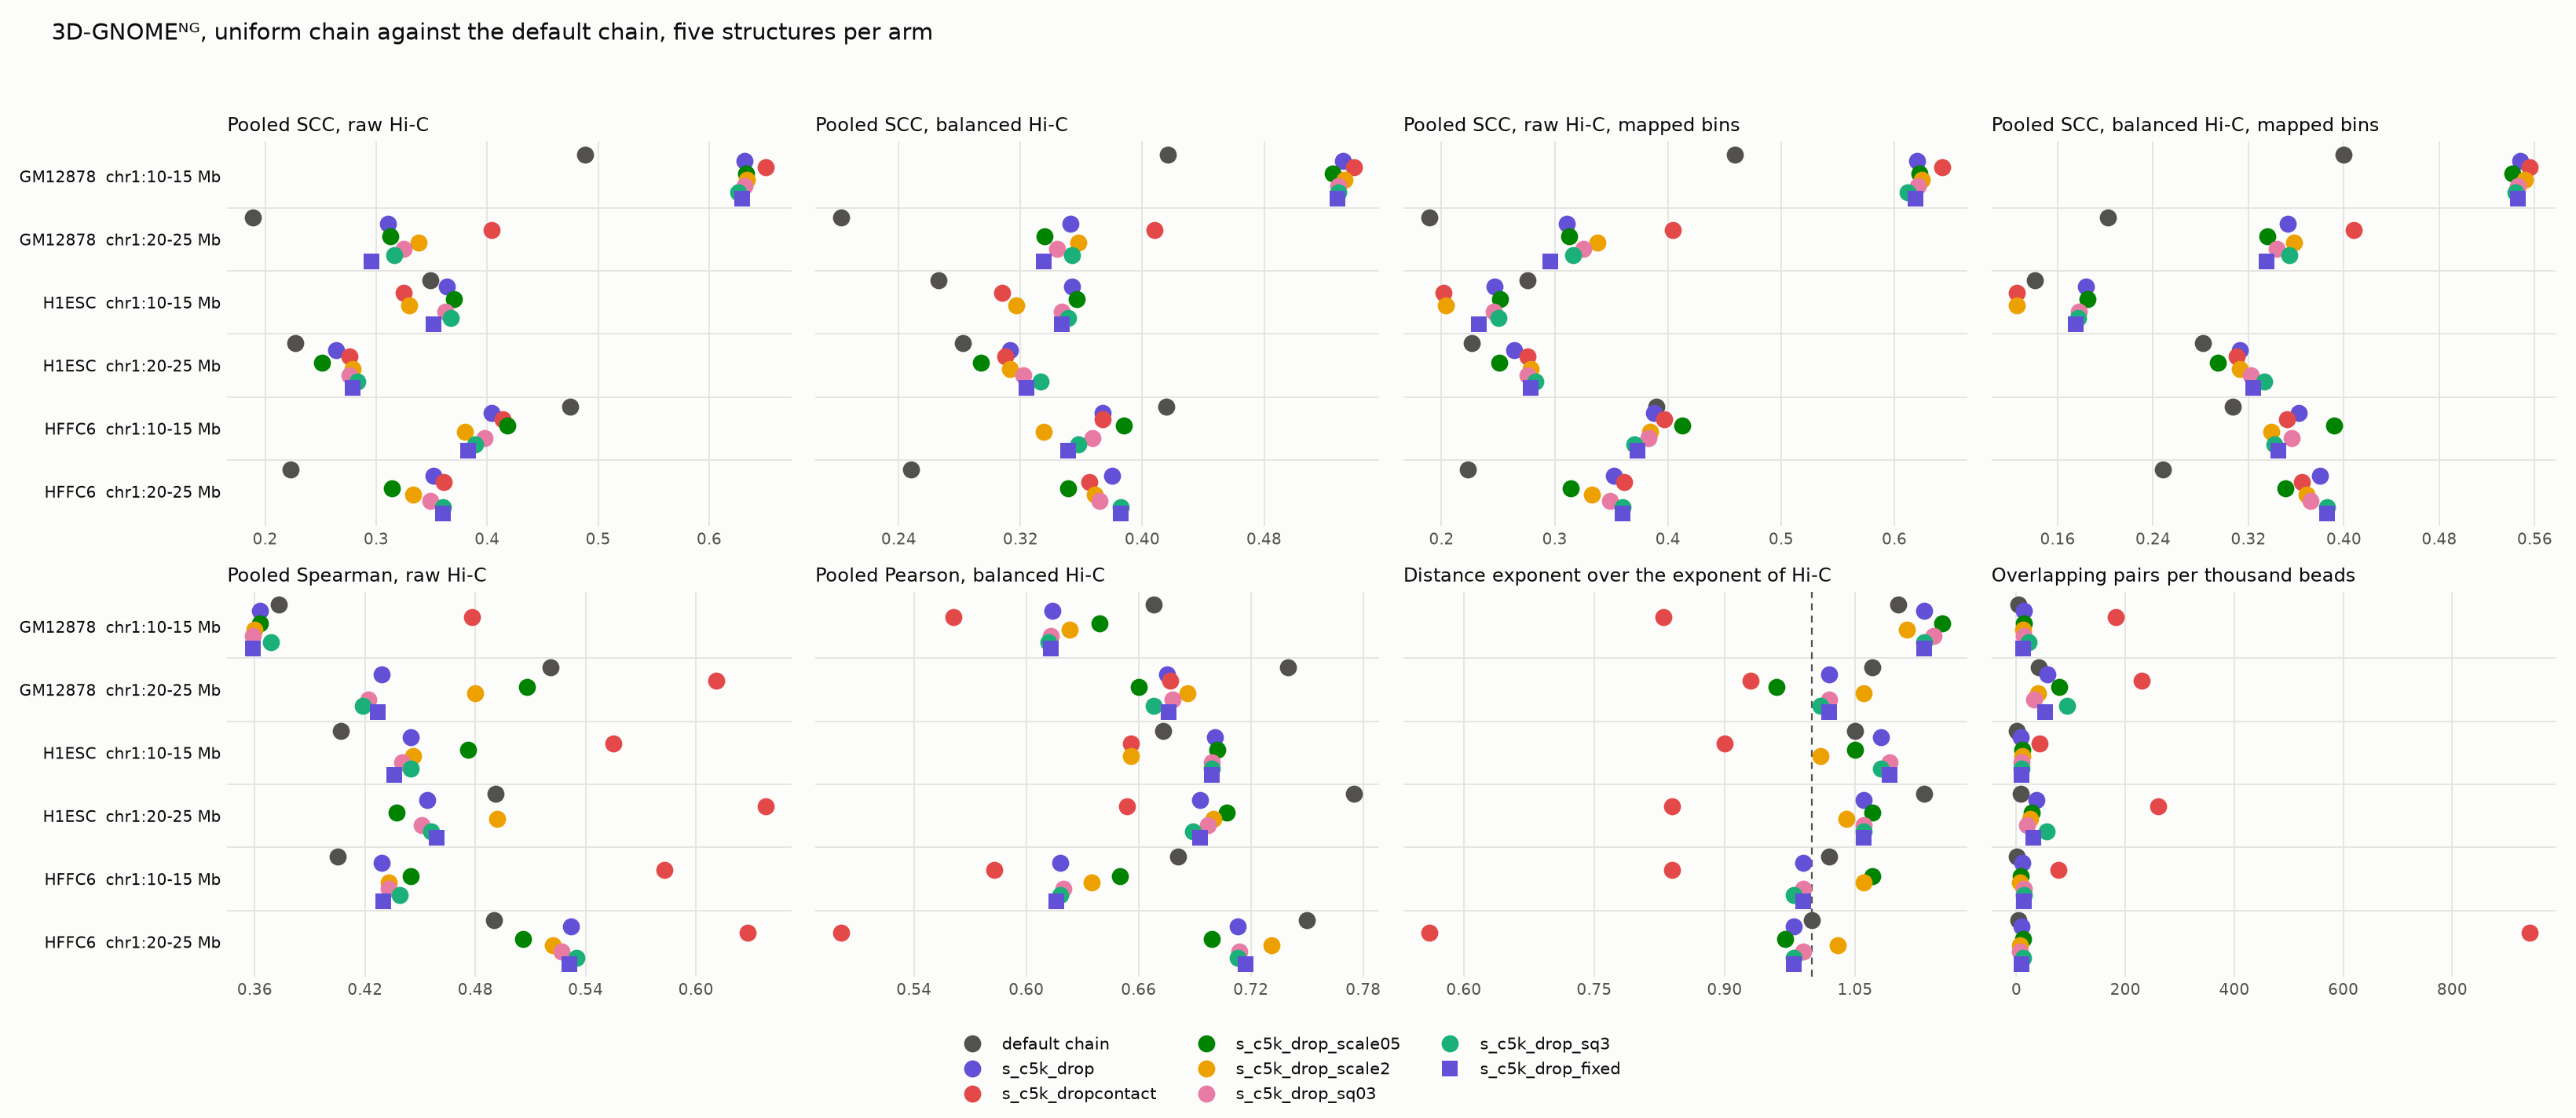 3D-GNOMEᴺᴳ, uniform chain against the default chain, five structures per arm
Pooled SCC, raw Hi-C
Pooled SCC, balanced Hi-C
Pooled SCC, raw Hi-C, mapped bins
Pooled SCC, balanced Hi-C, mapped bins
GM12878 chr1:10-15 Mb
GM12878 chr1:20-25 Mb
H1ESC chr1:10-15 Mb
H1ESC chr1:20-25 Mb
HFFC6 chr1:10-15 Mb
HFFC6 chr1:20-25 Mb
0.2 0.3 0.4 0.5 0.6
0.24 0.32 0.40 0.48
0.2 0.3 0.4 0.5 0.6
0.16 0.24 0.32 0.40 0.48 0.56
Pooled Spearman, raw Hi-C
Pooled Pearson, balanced Hi-C
Distance exponent over the exponent of Hi-C
Overlapping pairs per thousand beads
GM12878 chr1:10-15 Mb
GM12878 chr1:20-25 Mb
H1ESC chr1:10-15 Mb
H1ESC chr1:20-25 Mb
HFFC6 chr1:10-15 Mb
HFFC6 chr1:20-25 Mb
0.36 0.42 0.48 0.54 0.60
0.54 0.60 0.66 0.72 0.78
0.60 0.75 0.90 1.05
0 200 400 600 800
default chain
s_c5k_drop
s_c5k_dropcontact
s_c5k_drop_scale05
s_c5k_drop_scale2
s_c5k_drop_sq03
s_c5k_drop_sq3
s_c5k_drop_fixed